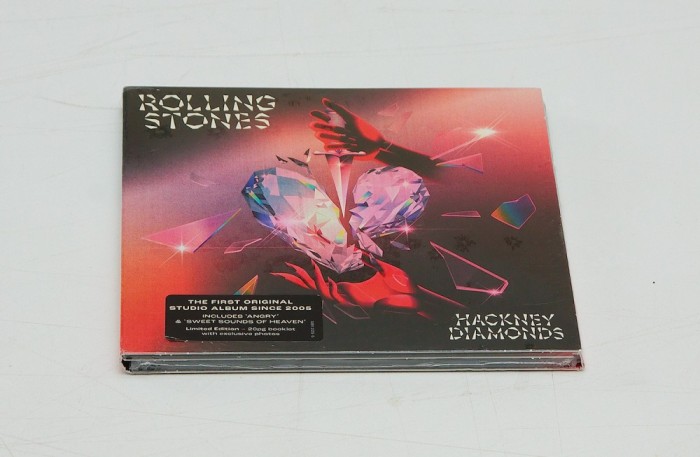 ROLLING
STONES
THE FIRST ORIGINAL
STUDIO ALBUM SINCE 2005
INCLUDES 'ANGRY'
& 'SWEET SOUNDS OF HEAVEN'
Limited Edition – 20pg booklet
with exclusive photos
HACKNEY
DIAMONDS